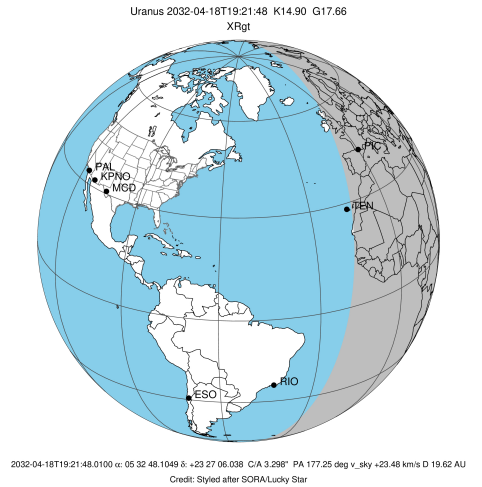 Uranus 2032-04-18T19:21:48 K14.90 G17.66
XRgt
PIC
PAL
KPNO
MCD
TEN
RIO
ESO
2032-04-18T19:21:48.0100 α: 05 32 48.1049 δ: +23 27 06.038 C/A 3.298" PA 177.25 deg v_sky +23.48 km/s D 19.62 AU
Credit: Styled after SORA/Lucky Star